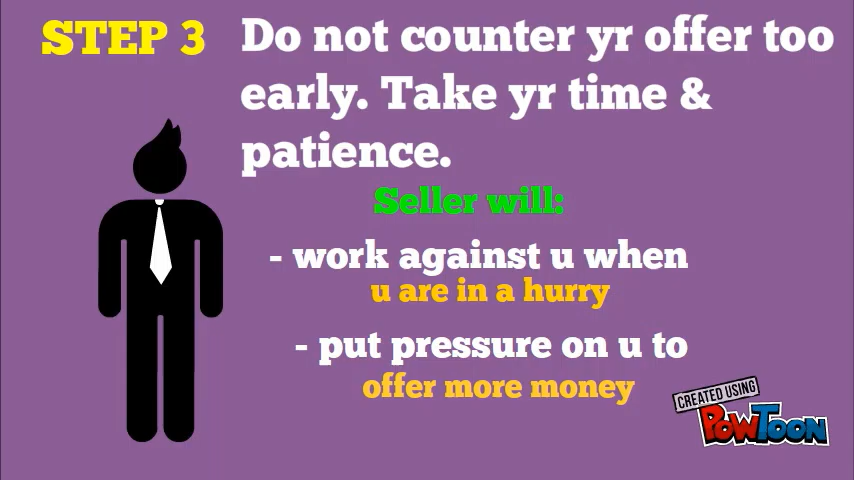 STEP 3
Do not counter yr offer too
early. Take yr time &
patience.
Seller will:
- work against u when
u are in a hurry
- put pressure on u to
offer more money
CREATED USING
POWTOON